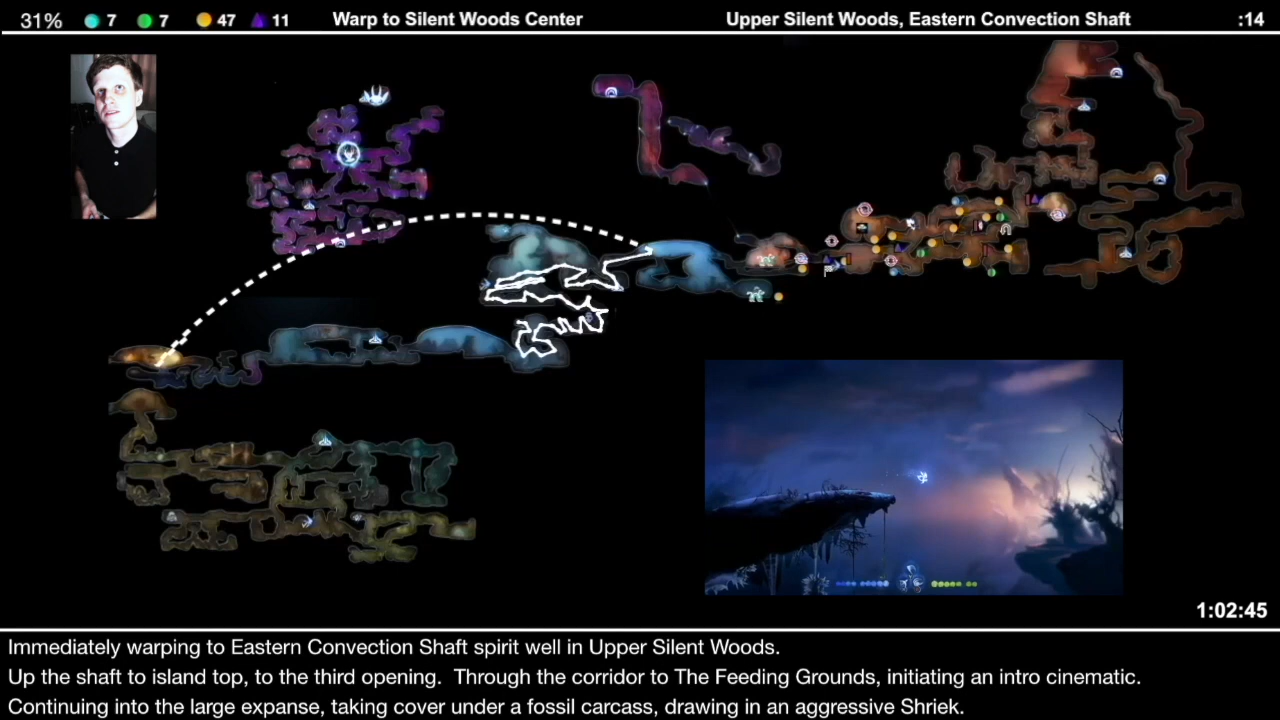 31% 7 7 47 11 Warp to Silent Woods Center Upper Silent Woods, Eastern Convection Shaft :14
1:02:45
Immediately warping to Eastern Convection Shaft spirit well in Upper Silent Woods.
Up the shaft to island top, to the third opening. Through the corridor to The Feeding Grounds, initiating an intro cinematic.
Continuing into the large expanse, taking cover under a fossil carcass, drawing in an aggressive Shriek.